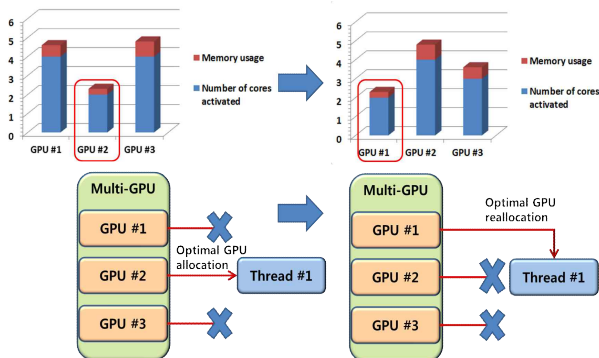 6
5
4
3
2
1
0
GPU #1 GPU #2 GPU #3
Memory usage
Number of cores
activated
6
5
4
3
2
1
0
GPU #1 GPU #2 GPU #3
Memory usage
Number of cores
activated
Multi-GPU
GPU #1
Optimal GPU
allocation
GPU #2
Thread #1
GPU #3
Multi-GPU
Optimal GPU
reallocation
GPU #1
GPU #2
Thread #1
GPU #3